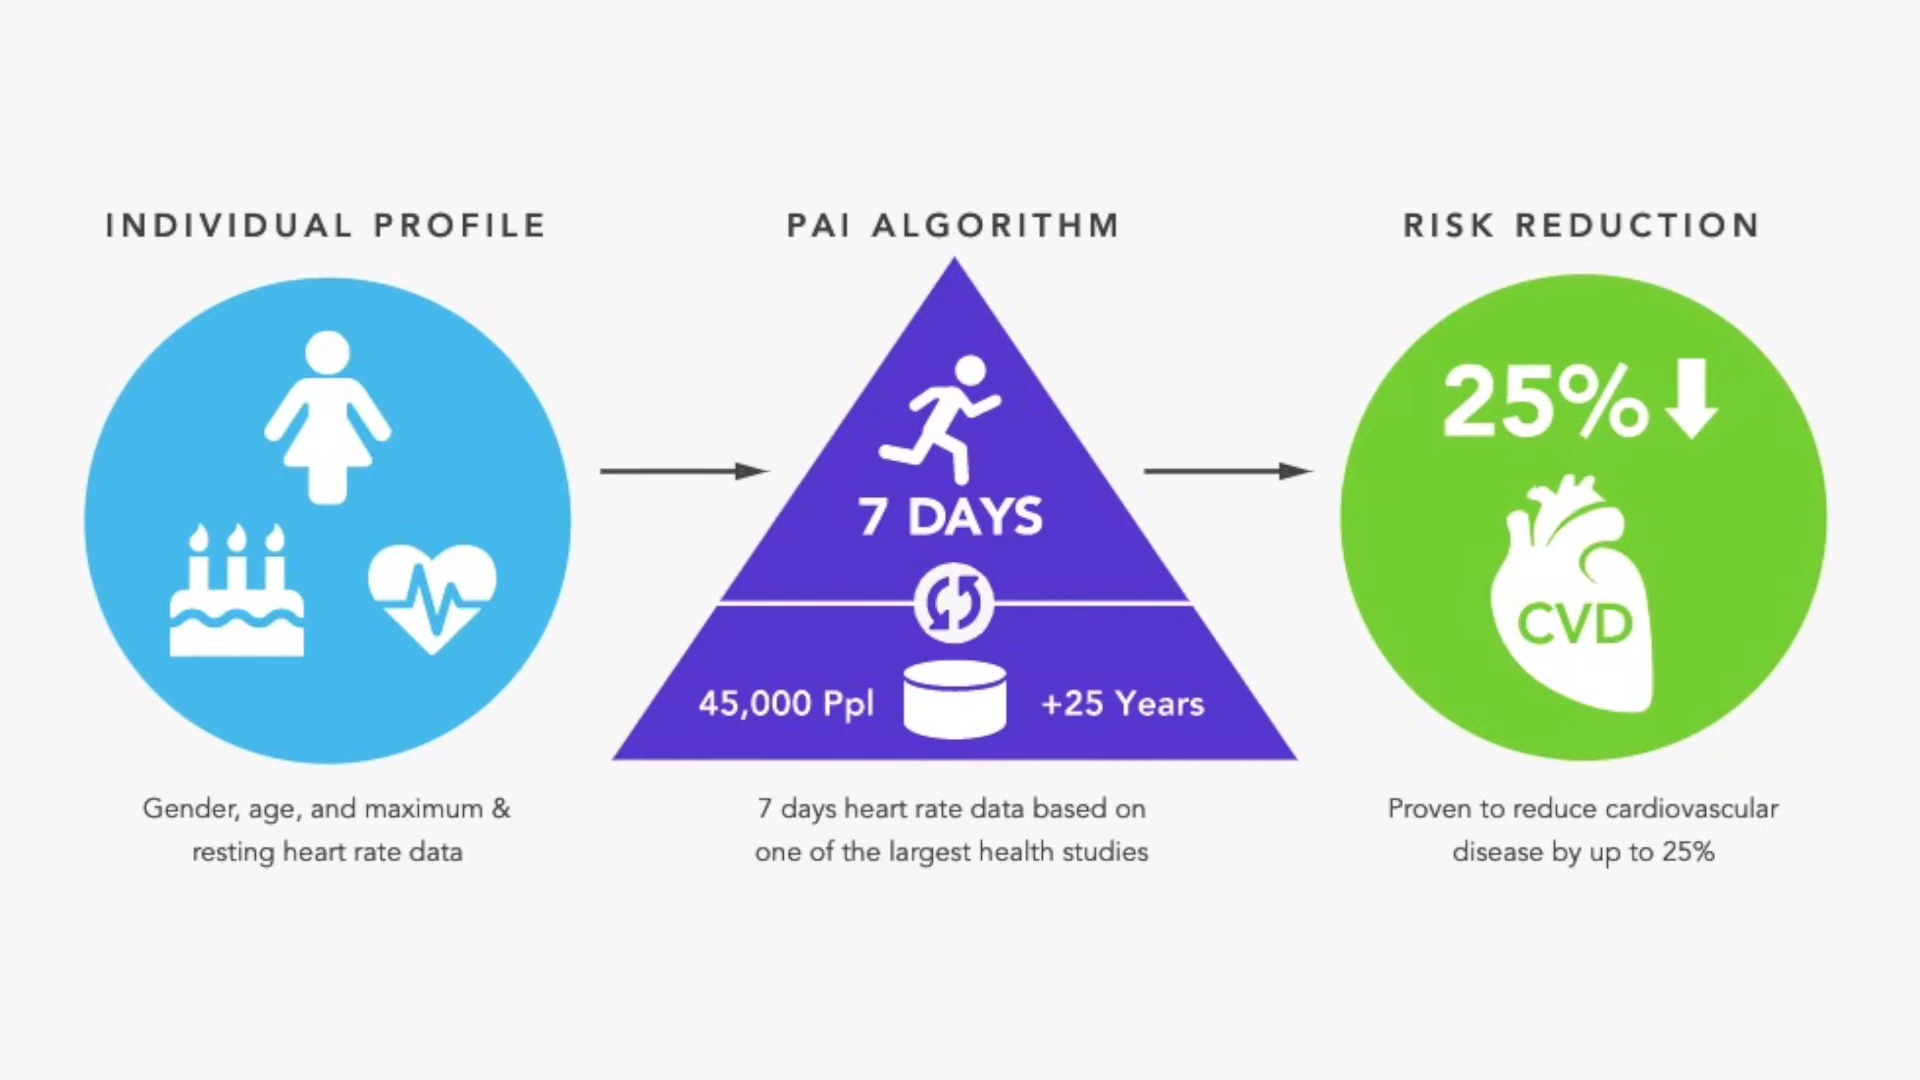 INDIVIDUAL PROFILE
Gender, age, and maximum &
resting heart rate data
PAI ALGORITHM
7 DAYS
45,000 Ppl
+25 Years
7 days heart rate data based on
one of the largest health studies
RISK REDUCTION
25%
CVD
Proven to reduce cardiovascular
disease by up to 25%